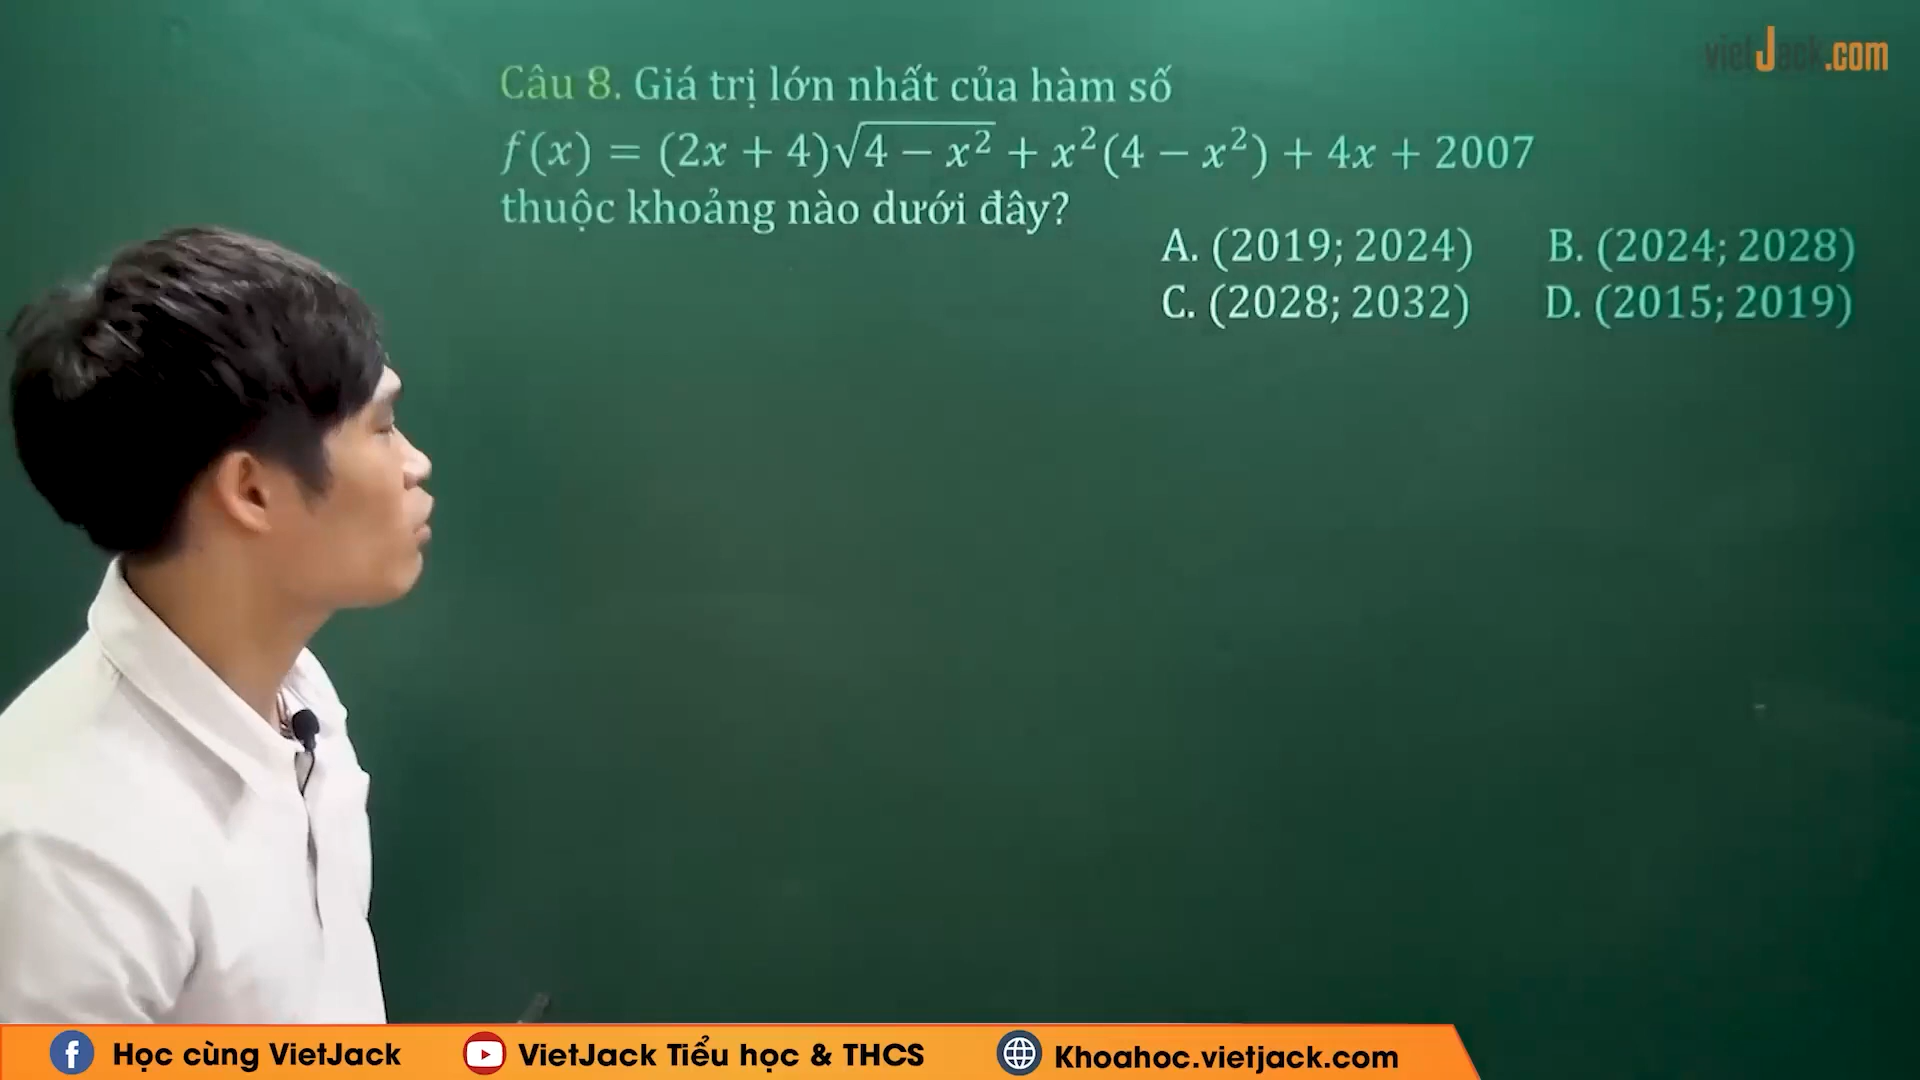 vietJack.com
Câu 8. Giá trị lớn nhất của hàm số
f(x) = (2x + 4)√(4 − x²) + x²(4 − x²) + 4x + 2007
thuộc khoảng nào dưới đây?
A. (2019; 2024) B. (2024; 2028)
C. (2028; 2032) D. (2015; 2019)
Học cùng VietJack VietJack Tiểu học & THCS Khoahoc.vietjack.com